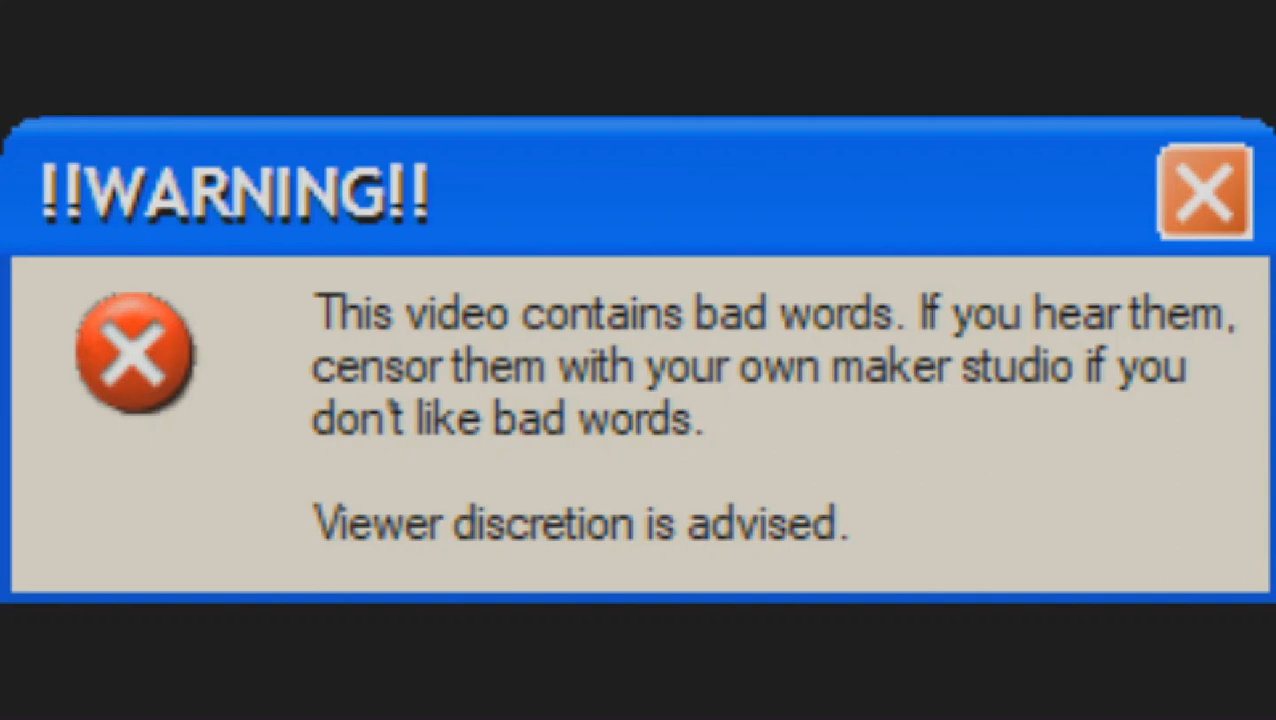 !!WARNING!!
This video contains bad words. If you hear them,
censor them with your own maker studio if you
don't like bad words.
Viewer discretion is advised.